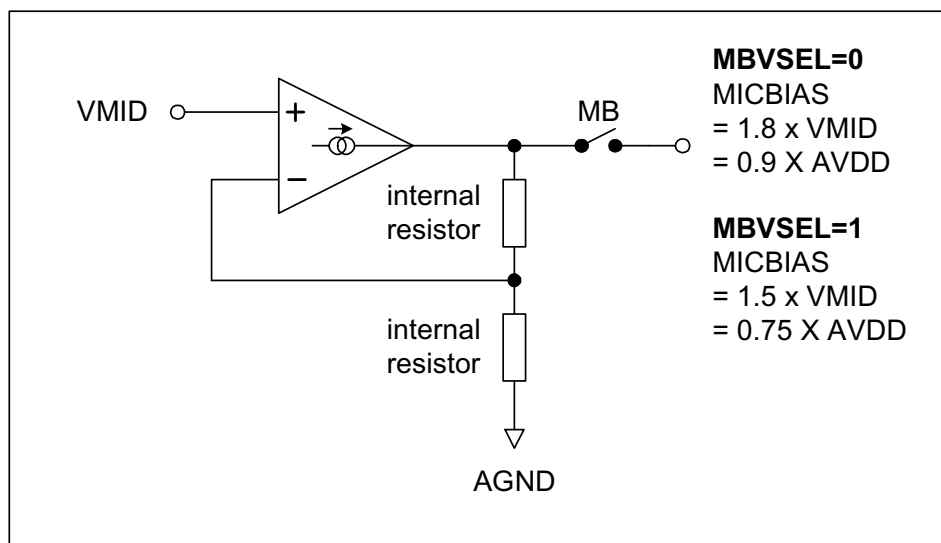 MBVSEL=0
MICBIAS
= 1.8 x VMID
= 0.9 X AVDD
VMID
+
−
MB
internal
resistor
MBVSEL=1
MICBIAS
= 1.5 x VMID
= 0.75 X AVDD
internal
resistor
AGND